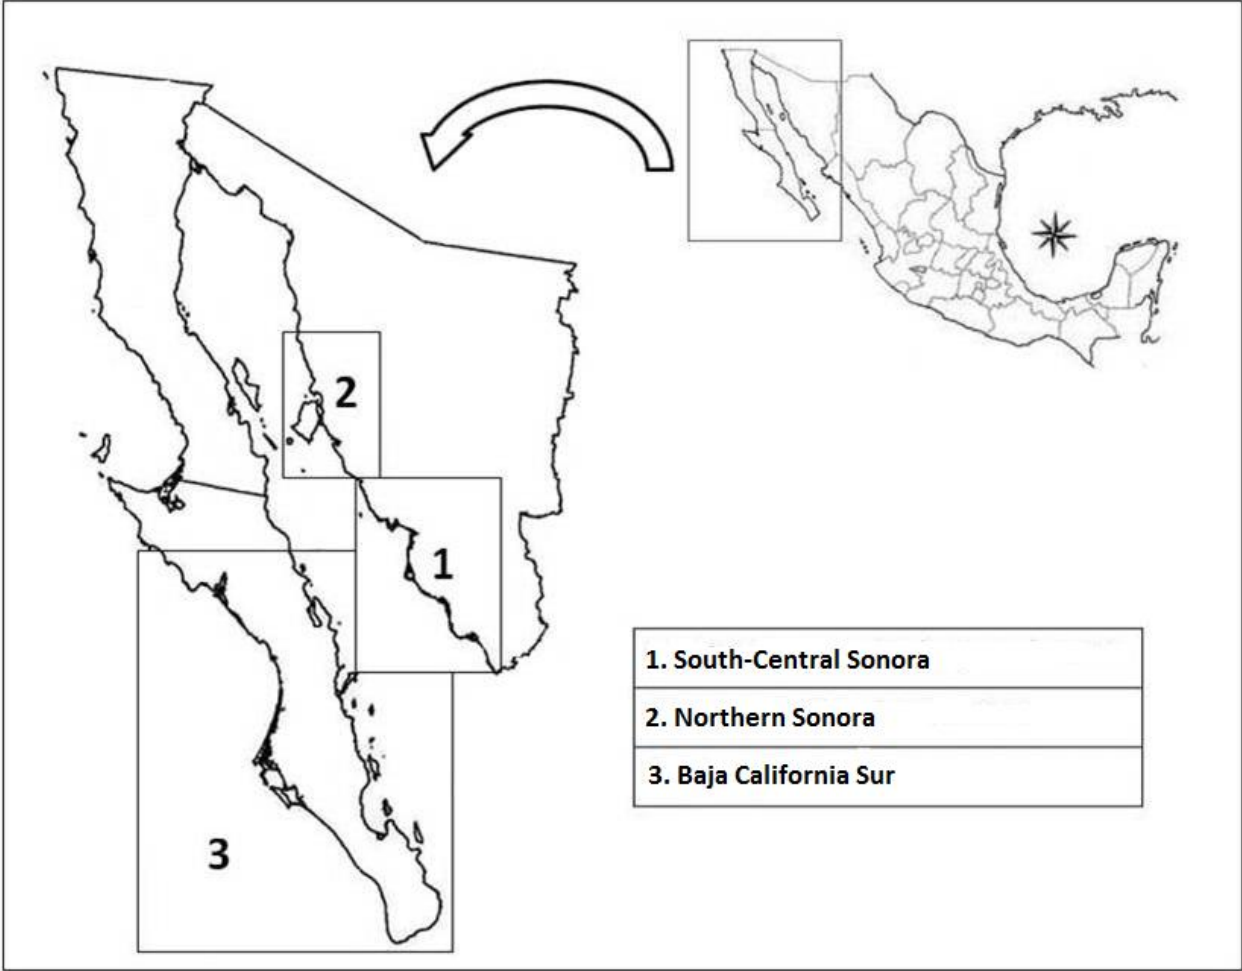 2
1
3
1. South-Central Sonora
2. Northern Sonora
3. Baja California Sur